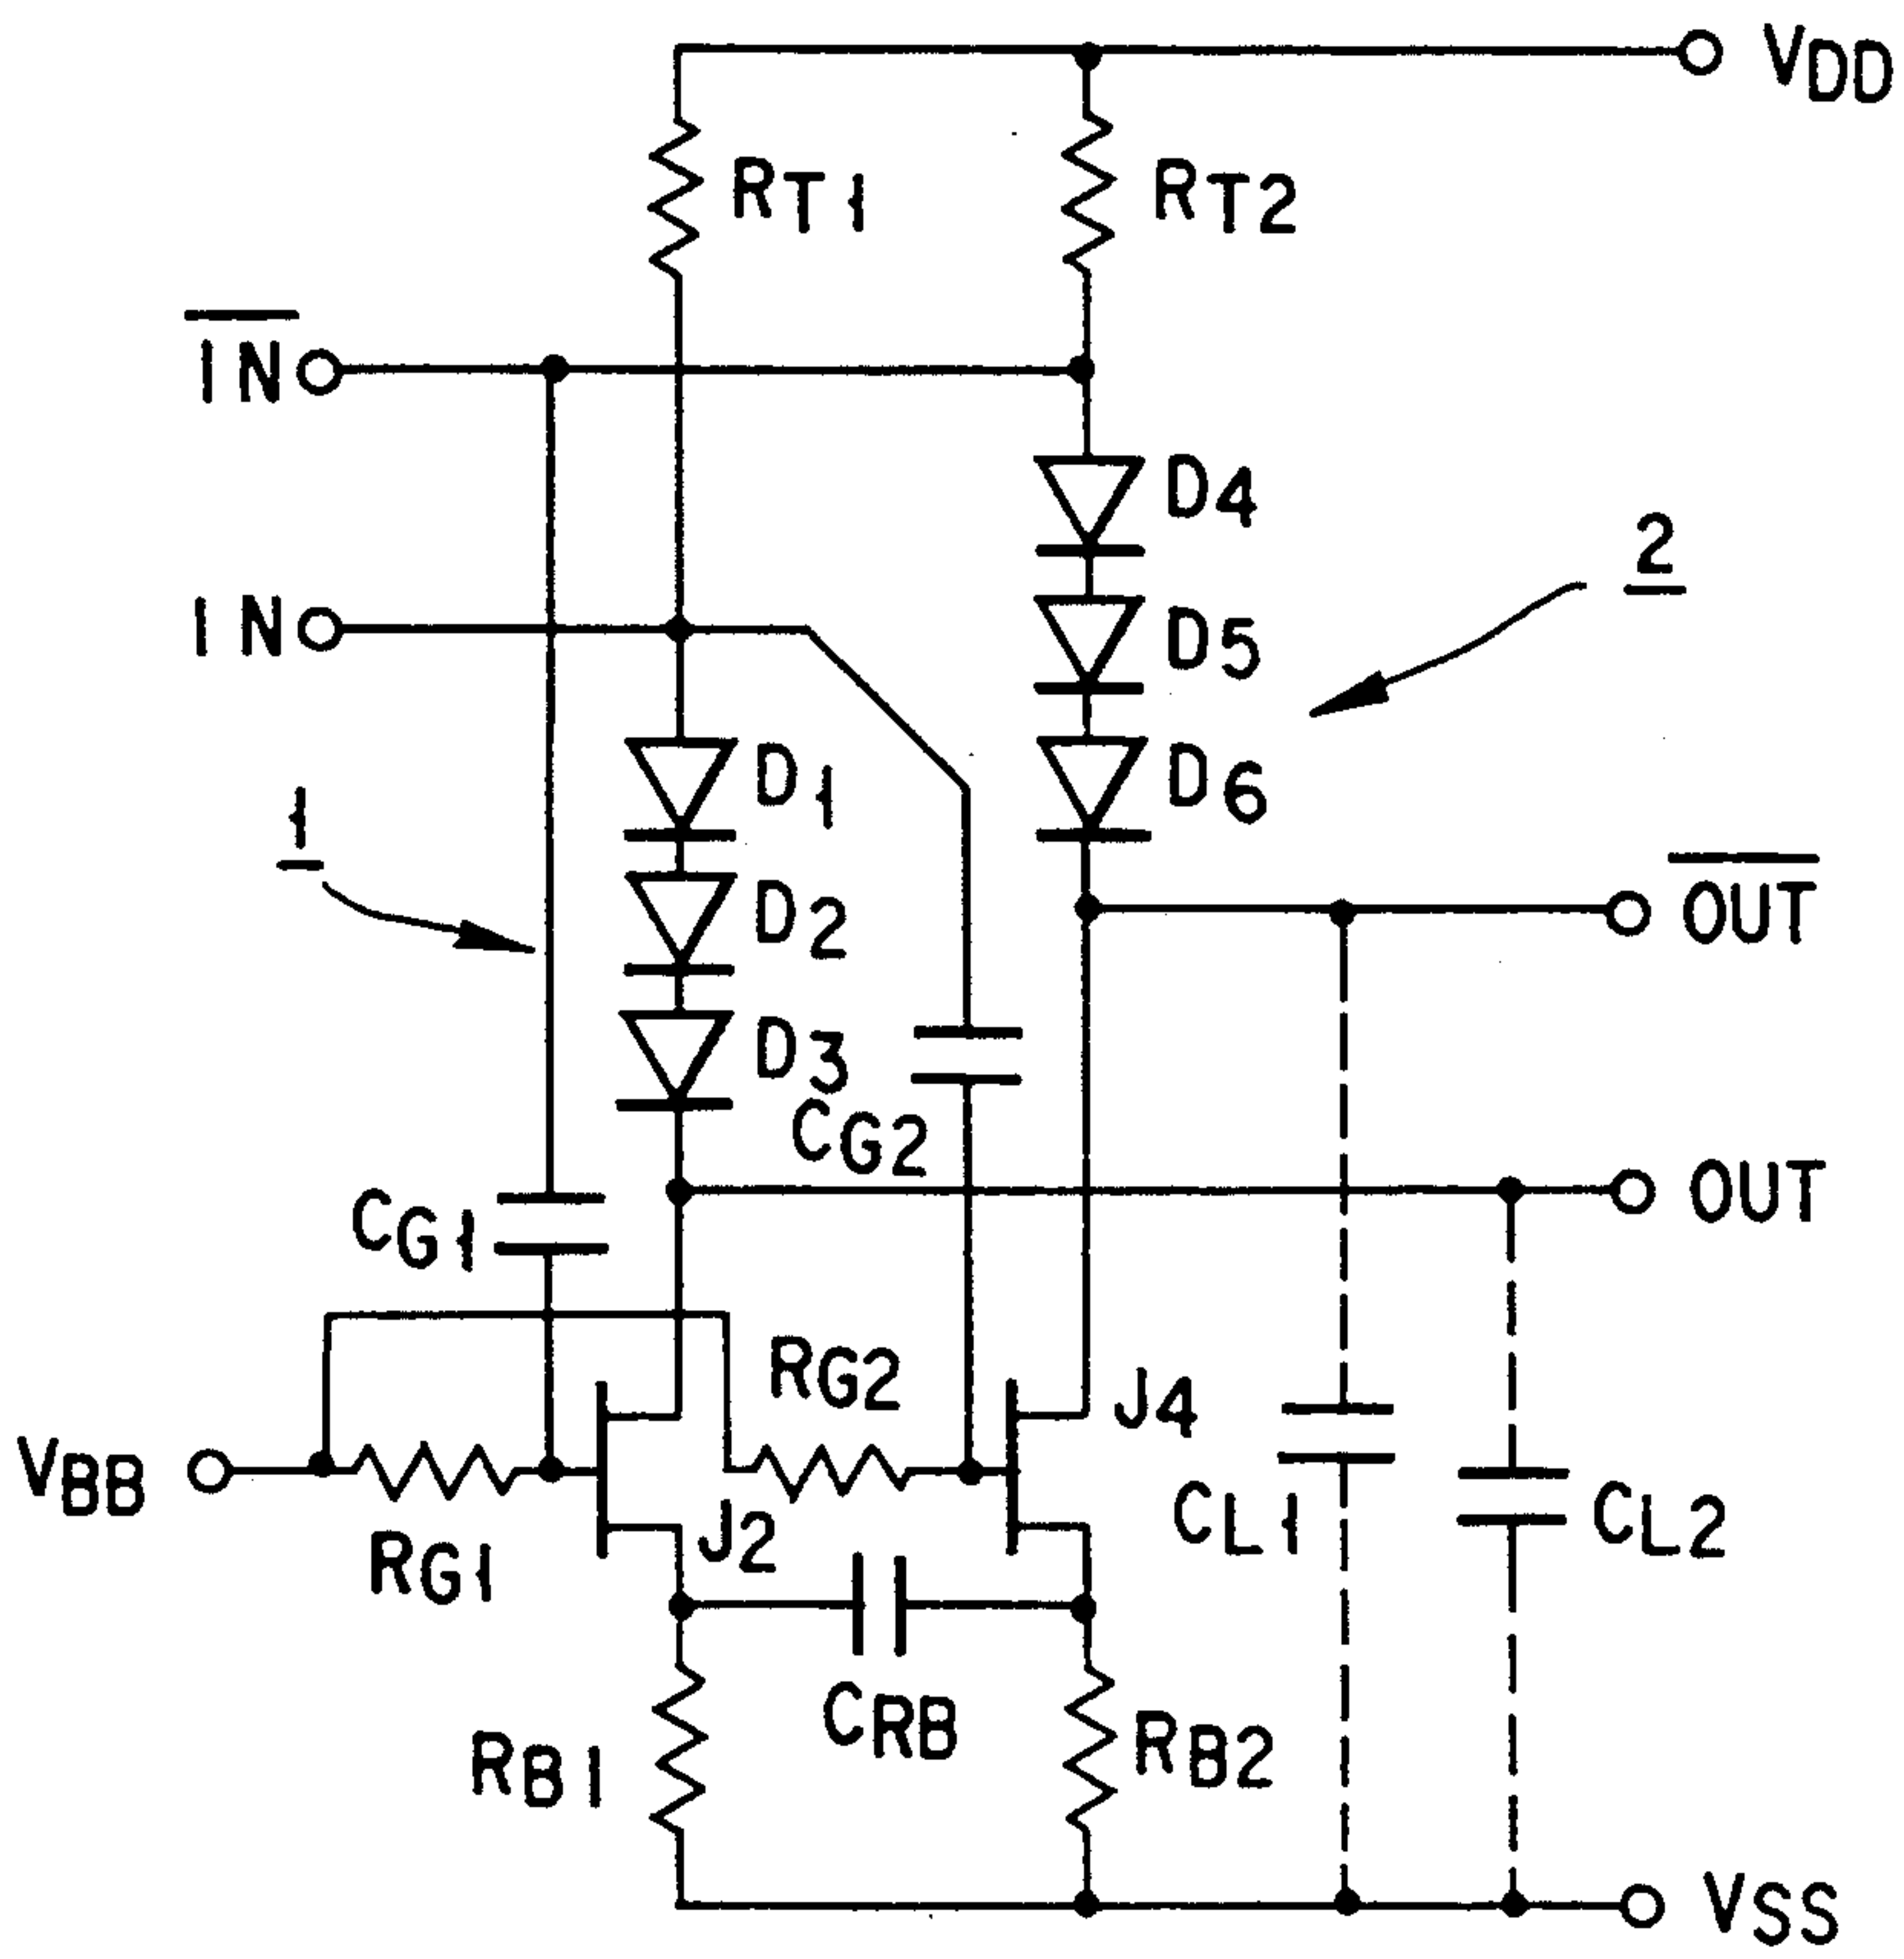 VDD
RT1
RT2
IN
D4
2
IN
D5
D1
D6
1
D2
OUT
D3
CG2
CG1
OUT
RG2
J4
VBB
J2
CL1
CL2
RG1
CRB
RB1
RB2
VSS